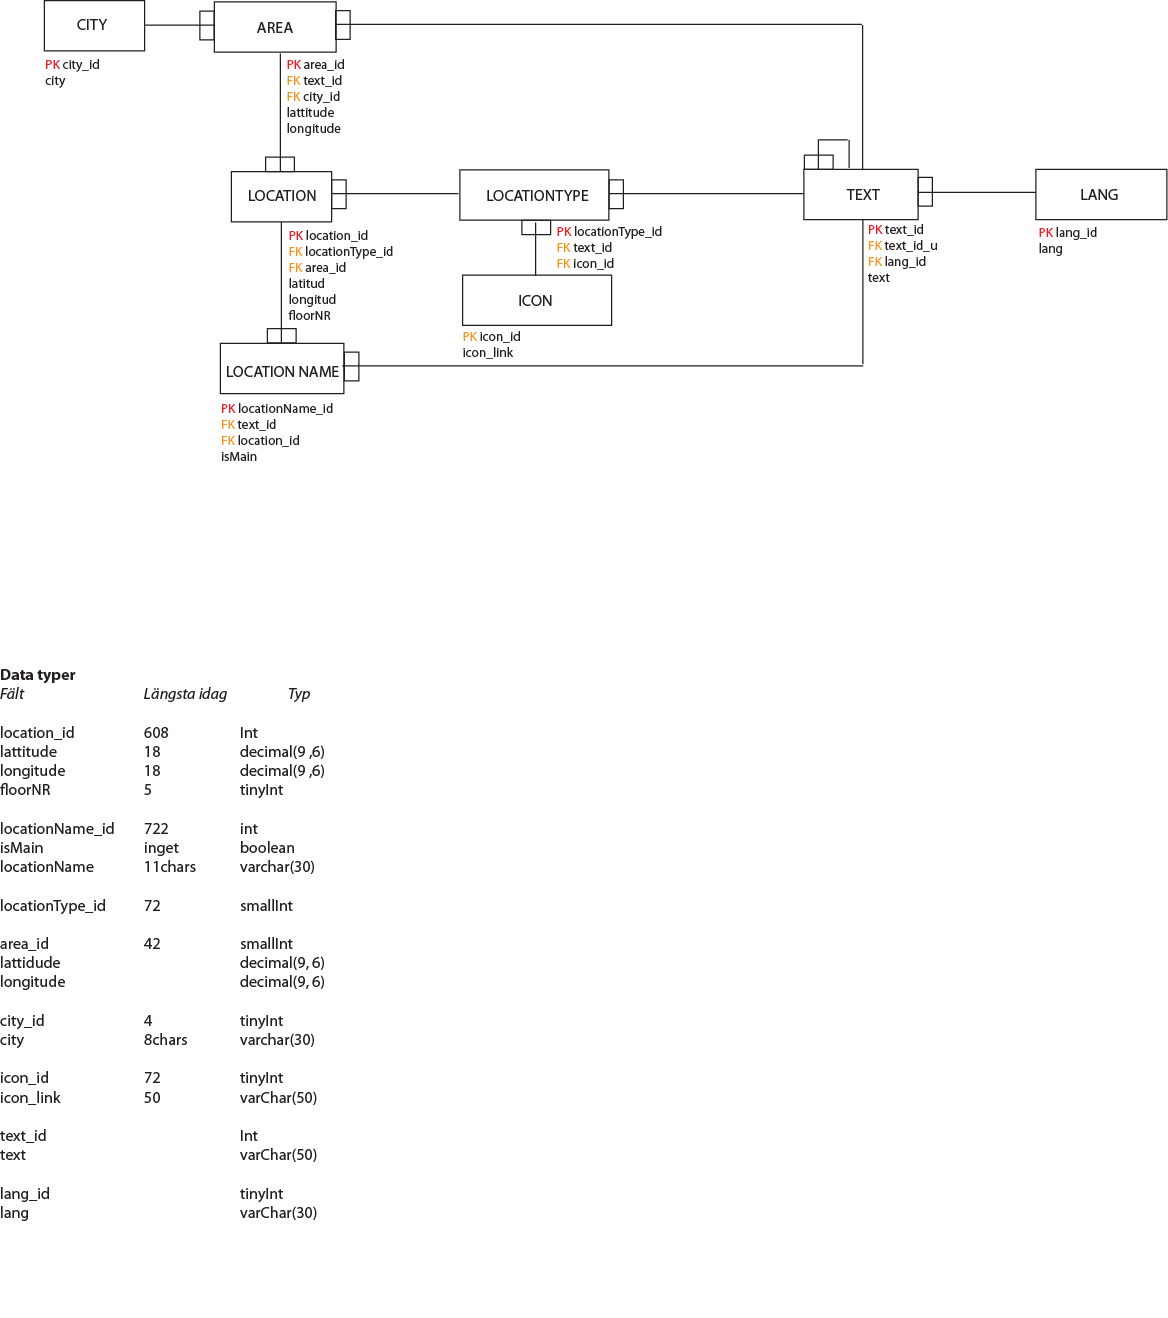 CITY
PK city_id
city
AREA
PK area_id
FK text_id
FK city_id
lattitude
longitude
LOCATION
PK location_id
FK locationType_id
FK area_id
latitud
longitud
floorNR
LOCATIONTYPE
PK locationType_id
FK text_id
FK icon_id
ICON
PK icon_id
icon_link
TEXT
PK text_id
FK text_id_u
FK lang_id
text
LANG
PK lang_id
lang
LOCATION NAME
PK locationName_id
FK text_id
FK location_id
isMain
Data typer
Fält Längsta idag Typ
location_id 608 Int
lattitude 18 decimal(9 ,6)
longitude 18 decimal(9 ,6)
floorNR 5 tinyInt
locationName_id 722 int
isMain inget boolean
locationName 11chars varchar(30)
locationType_id 72 smallInt
area_id 42 smallInt
lattidude decimal(9, 6)
longitude decimal(9, 6)
city_id 4 tinyInt
city 8chars varchar(30)
icon_id 72 tinyInt
icon_link 50 varChar(50)
text_id Int
text varChar(50)
lang_id tinyInt
lang varChar(30)